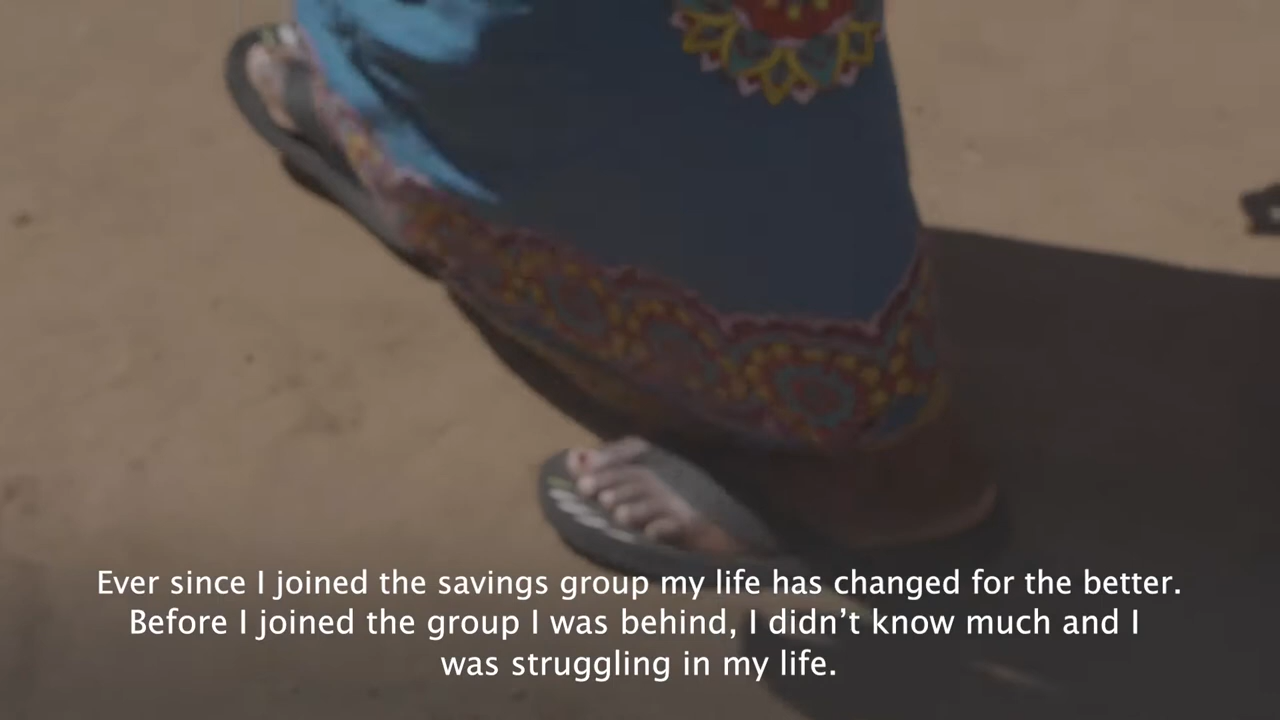 Ever since I joined the savings group my life has changed for the better.
Before I joined the group I was behind, I didn’t know much and I
was struggling in my life.